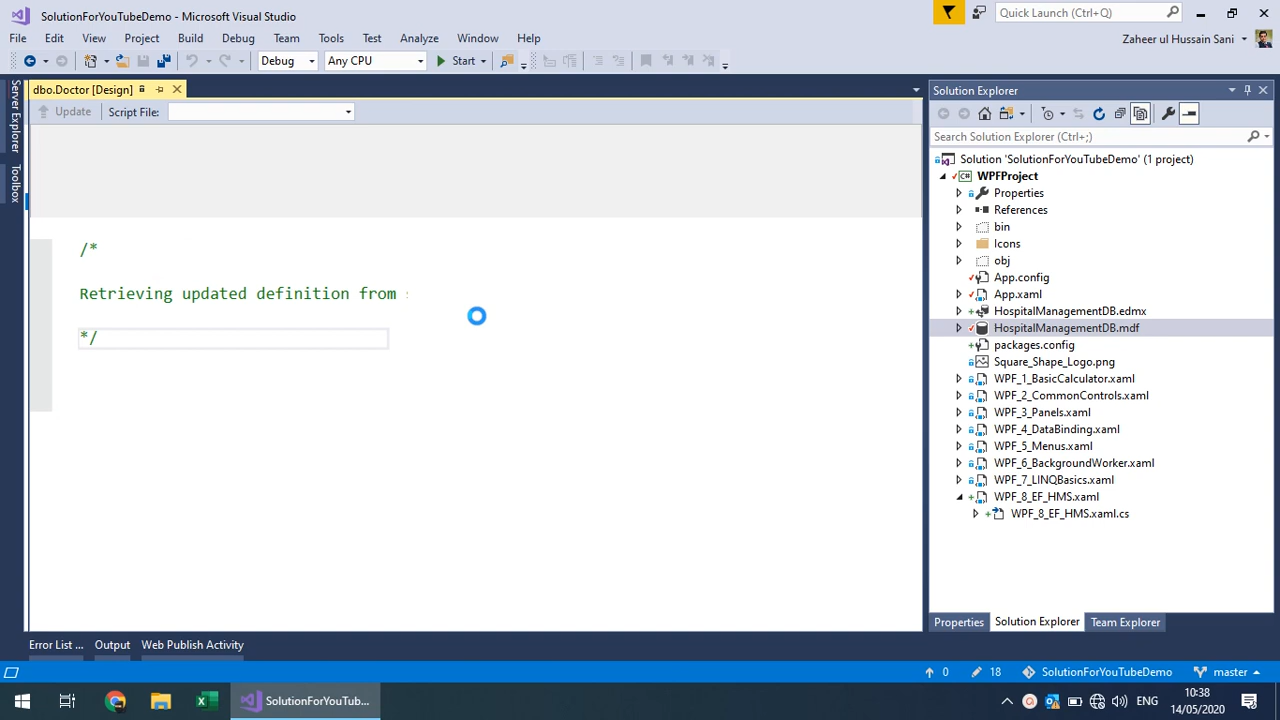 SolutionForYouTubeDemo - Microsoft Visual Studio
Quick Launch (Ctrl+Q)
File Edit View Project Build Debug Team Tools Test Analyze Window Help
Zaheer ul Hussain Sani
Debug Any CPU Start
dbo.Doctor [Design]
Update Script File:
Server Explorer
Toolbox
/*
Retrieving updated definition from
*/
Solution Explorer
Search Solution Explorer (Ctrl+;)
Solution 'SolutionForYouTubeDemo' (1 project)
C# WPFProject
Properties
References
bin
Icons
obj
App.config
App.xaml
HospitalManagementDB.edmx
HospitalManagementDB.mdf
packages.config
Square_Shape_Logo.png
WPF_1_BasicCalculator.xaml
WPF_2_CommonControls.xaml
WPF_3_Panels.xaml
WPF_4_DataBinding.xaml
WPF_5_Menus.xaml
WPF_6_BackgroundWorker.xaml
WPF_7_LINQBasics.xaml
WPF_8_EF_HMS.xaml
WPF_8_EF_HMS.xaml.cs
Properties Solution Explorer Team Explorer
Error List ... Output Web Publish Activity
0 18 SolutionForYouTubeDemo master
SolutionForYouTub...
ENG
10:38
14/05/2020